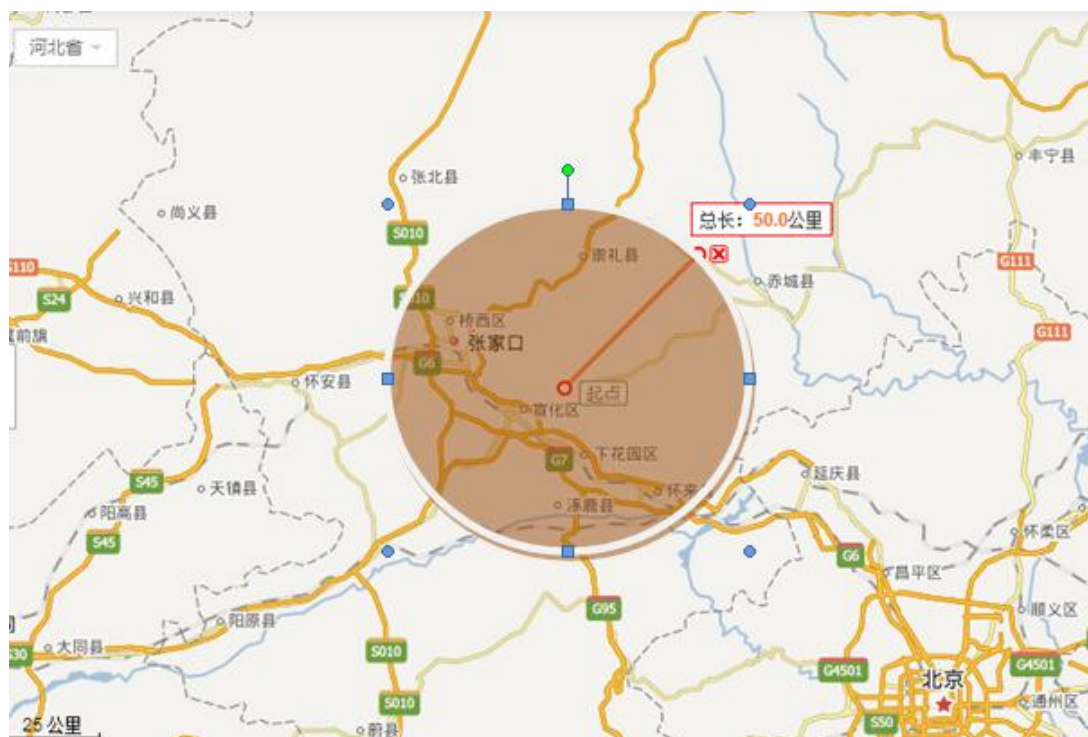 河北省
张北县
尚义县
丰宁县
总长：50.0公里
S010
崇礼县
G111
G110
S24
兴和县
赤城县
桥西区
G111
前旗
张家口
G6
怀安县
起点
宣化区
下花园区
G7
延庆县
S45
天镇县
怀来
涿鹿县
阳高县
S45
怀柔区
G6
昌平区
G95
阳原县
顺义区
大同县
S30
S010
G4501
G4501
北京
S010
通州区
S50
25 公里
蔚县